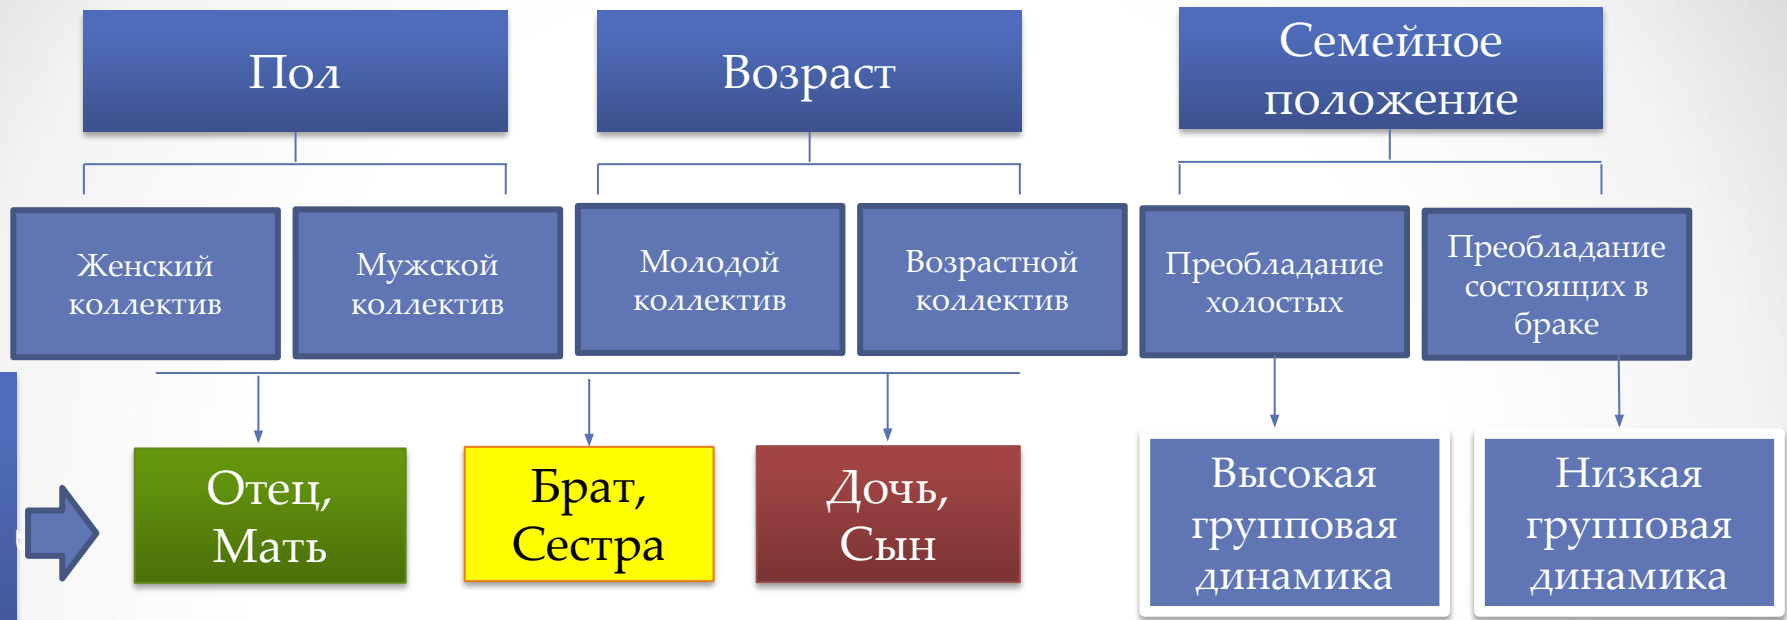 Пол
Возраст
Семейное
положение
Женский
коллектив
Мужской
коллектив
Молодой
коллектив
Возрастной
коллектив
Преобладание
холостых
Преобладание
состоящих в
браке
Отец,
Мать
Брат,
Сестра
Дочь,
Сын
Высокая
групповая
динамика
Низкая
групповая
динамика